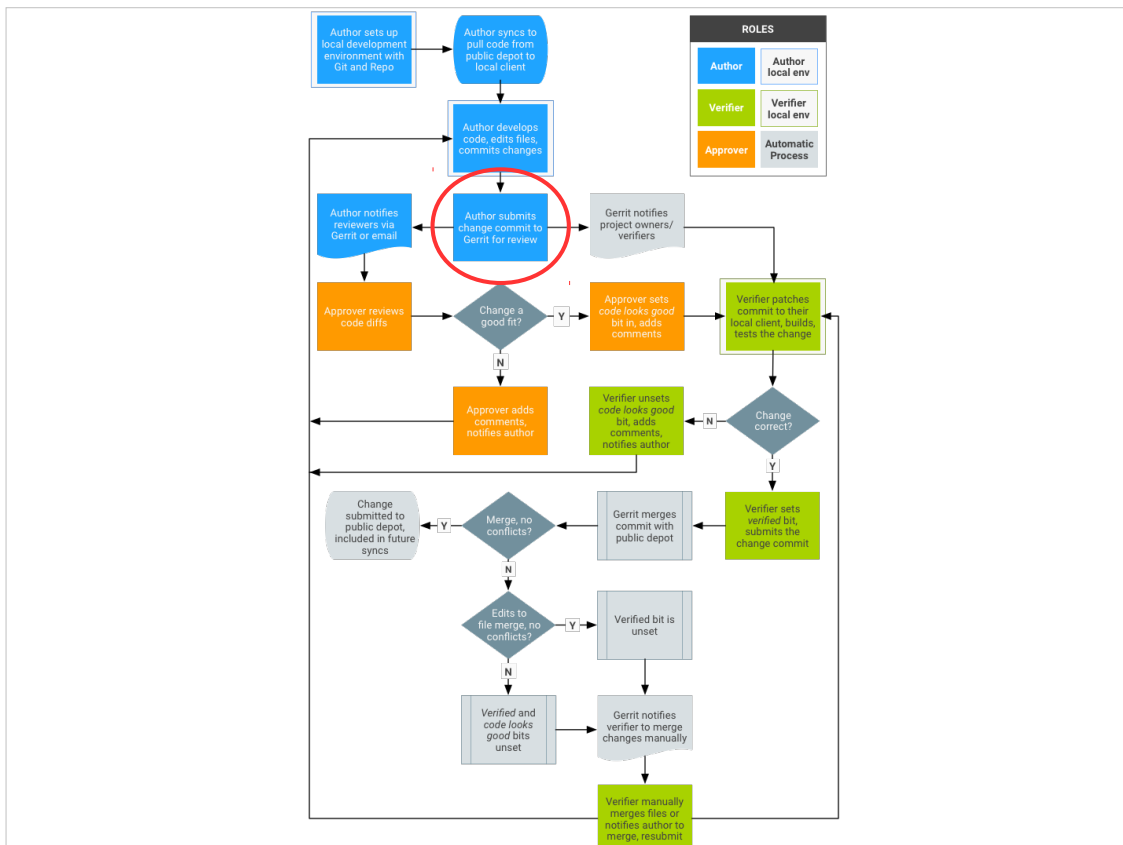 Author sets up
local development
environment with
Git and Repo
Author syncs to
pull code from
public depot to
local client
ROLES
Author
Author
local env
Verifier
Verifier
local env
Approver
Automatic
Process
Author develops
code, edits files,
commits changes
Author notifies
reviewers via
Gerrit or email
Author submits
change commit to
Gerrit for review
Gerrit notifies
project owners/
verifiers
Approver reviews
code diffs
Change a
good fit?
Y
Approver sets
code looks good
bit in, adds
comments
Verifier patches
commit to their
local client, builds,
tests the change
N
Approver adds
comments,
notifies author
Verifier unsets
code looks good
bit, adds
comments,
notifies author
N
Change
correct?
Y
Change
submitted to
public depot,
included in future
syncs
Y
Merge, no
conflicts?
Gerrit merges
commit with
public depot
Verifier sets
verified bit,
submits the
change commit
N
Edits to
file merge, no
conflicts?
Y
Verified bit is
unset
N
Verified and
code looks
good bits
unset
Gerrit notifies
verifier to merge
changes manually
Verifier manually
merges files or
notifies author to
merge, resubmit